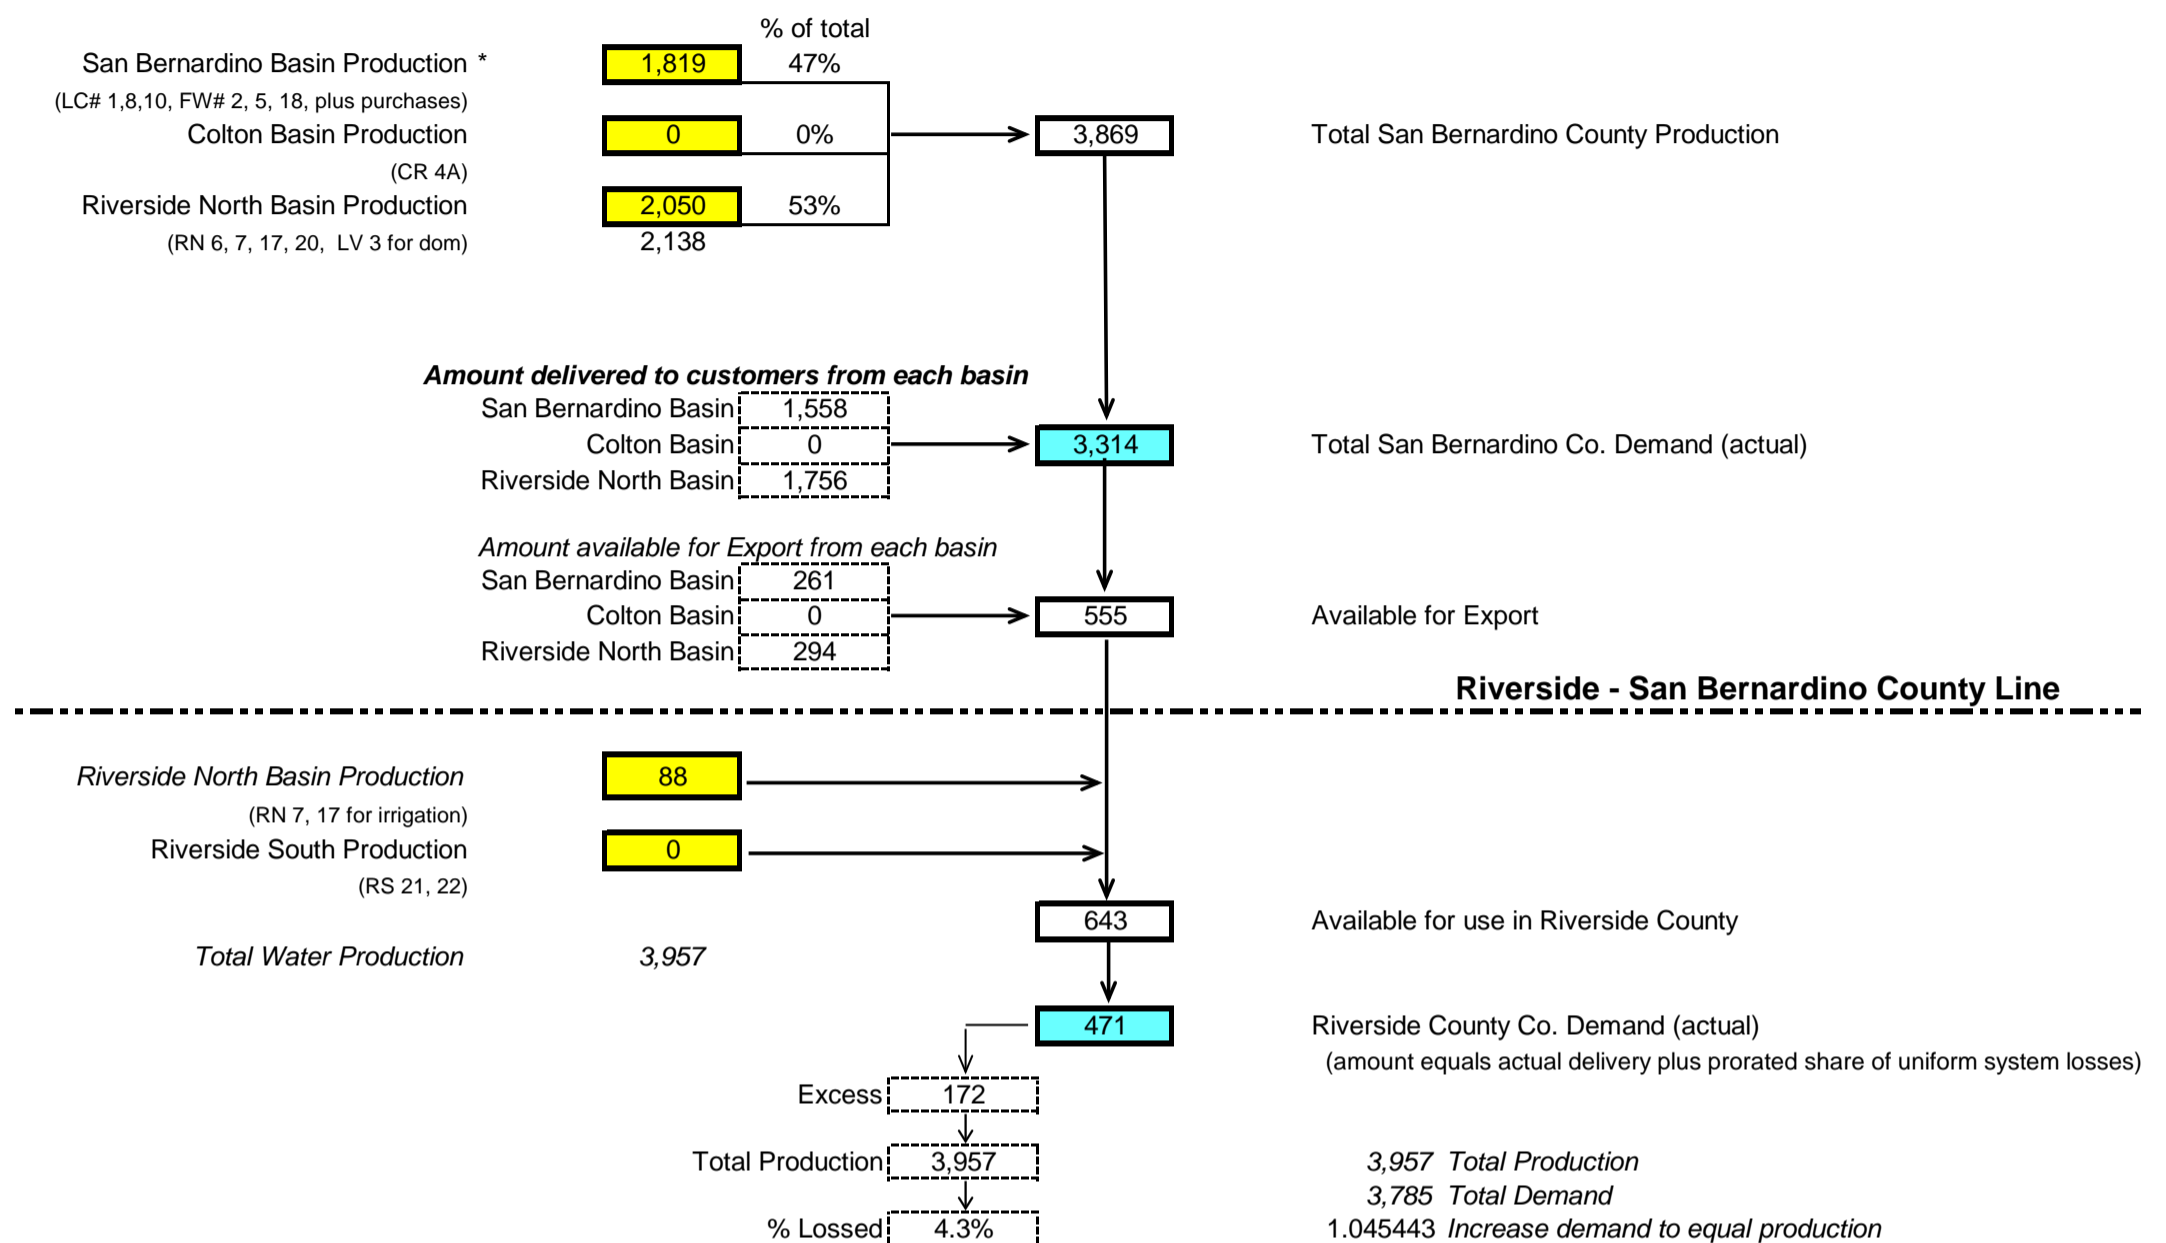 % of total
San Bernardino Basin Production * 1,819 47%
(LC# 1,8,10, FW# 2, 5, 18, plus purchases)
Colton Basin Production 0 0% 3,869 Total San Bernardino County Production
(CR 4A)
Riverside North Basin Production 2,050 53%
(RN 6, 7, 17, 20, LV 3 for dom) 2,138
Amount delivered to customers from each basin
San Bernardino Basin 1,558
Colton Basin 0 3,314 Total San Bernardino Co. Demand (actual)
Riverside North Basin 1,756
Amount available for Export from each basin
San Bernardino Basin 261
Colton Basin 0 555 Available for Export
Riverside North Basin 294
Riverside - San Bernardino County Line
Riverside North Basin Production 88
(RN 7, 17 for irrigation)
Riverside South Production 0
(RS 21, 22)
643 Available for use in Riverside County
Total Water Production 3,957
471 Riverside County Co. Demand (actual)
(amount equals actual delivery plus prorated share of uniform system losses)
Excess 172
Total Production 3,957 3,957 Total Production
3,785 Total Demand
% Lossed 4.3% 1.045443 Increase demand to equal production